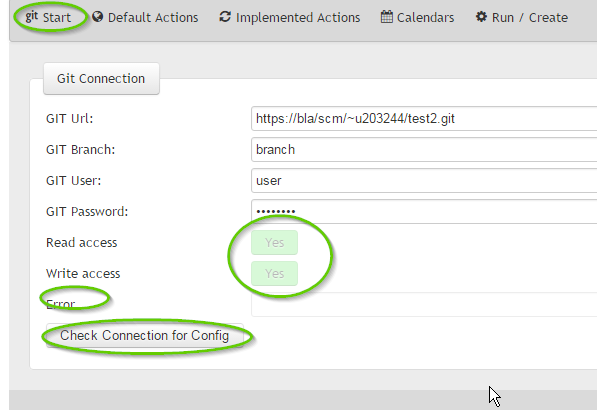 git Start Default Actions Implemented Actions Calendars Run / Create
Git Connection
GIT Url: https://bla/scm/~u203244/test2.git
GIT Branch: branch
GIT User: user
GIT Password: ••••••••
Read access Yes
Write access Yes
Error
Check Connection for Config